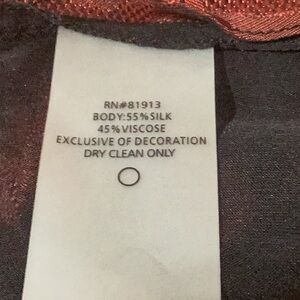 RN#81913
BODY:55%SILK
45%VISCOSE
EXCLUSIVE OF DECORATION
DRY CLEAN ONLY